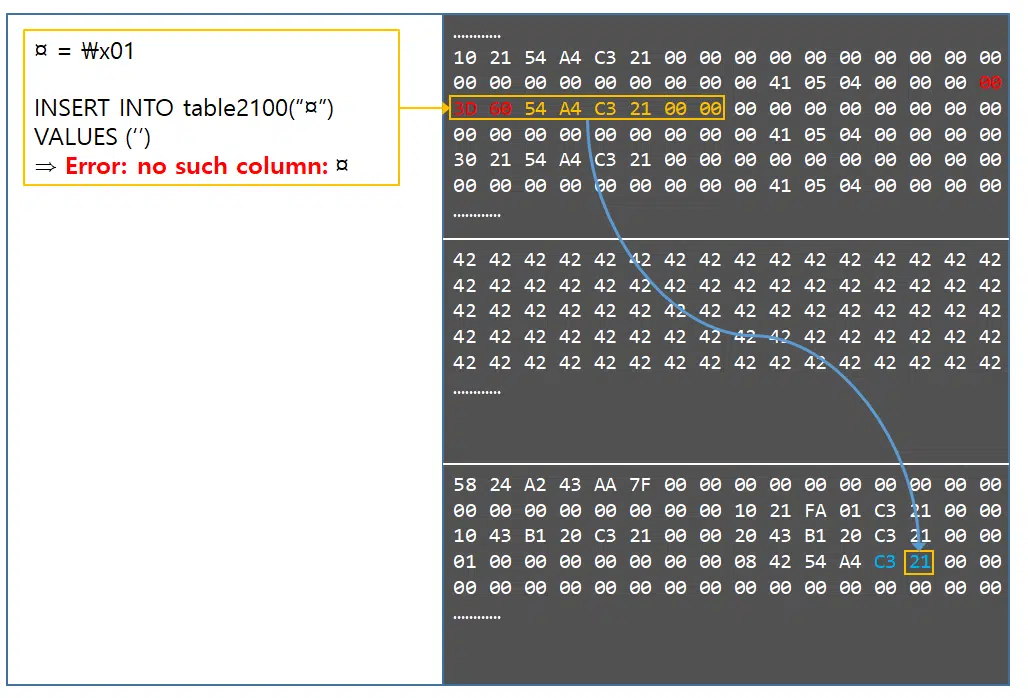 ¤ = ₩x01
INSERT INTO table2100(“¤”)
VALUES (‘’)
⇒ Error: no such column: ¤
............
10 21 54 A4 C3 21 00 00 00 00 00 00 00 00 00 00
00 00 00 00 00 00 00 00 00 41 05 04 00 00 00 00
3D 60 54 A4 C3 21 00 00 00 00 00 00 00 00 00 00
00 00 00 00 00 00 00 00 00 41 05 04 00 00 00 00
30 21 54 A4 C3 21 00 00 00 00 00 00 00 00 00 00
00 00 00 00 00 00 00 00 00 41 05 04 00 00 00 00
............
42 42 42 42 42 42 42 42 42 42 42 42 42 42 42 42
42 42 42 42 42 42 42 42 42 42 42 42 42 42 42 42
42 42 42 42 42 42 42 42 42 42 42 42 42 42 42 42
42 42 42 42 42 42 42 42 42 42 42 42 42 42 42 42
42 42 42 42 42 42 42 42 42 42 42 42 42 42 42 42
............
58 24 A2 43 AA 7F 00 00 00 00 00 00 00 00 00 00
00 00 00 00 00 00 00 00 10 21 FA 01 C3 21 00 00
10 43 B1 20 C3 21 00 00 20 43 B1 20 C3 21 00 00
01 00 00 00 00 00 00 00 08 42 54 A4 C3 21 00 00
00 00 00 00 00 00 00 00 00 00 00 00 00 00 00 00
............